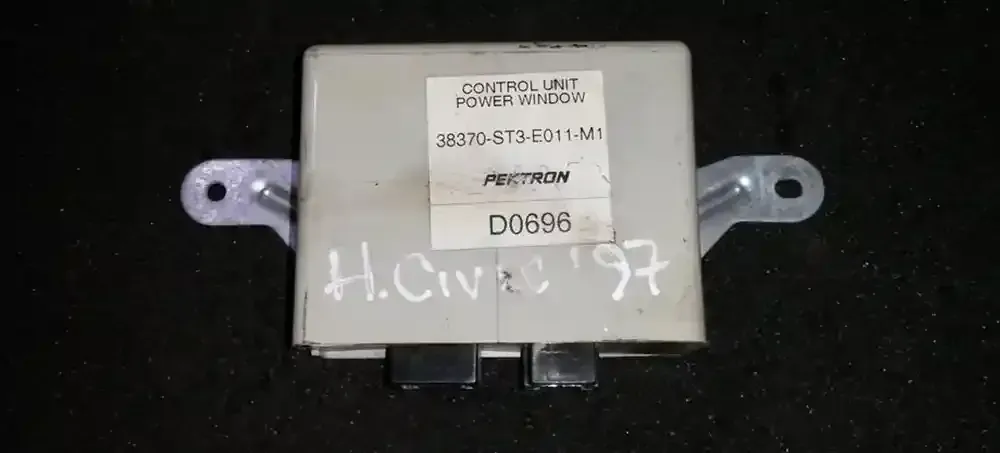 CONTROL UNIT
POWER WINDOW
38370-ST3-E011-M1
PEKTRON
D0696
H. Civic '97